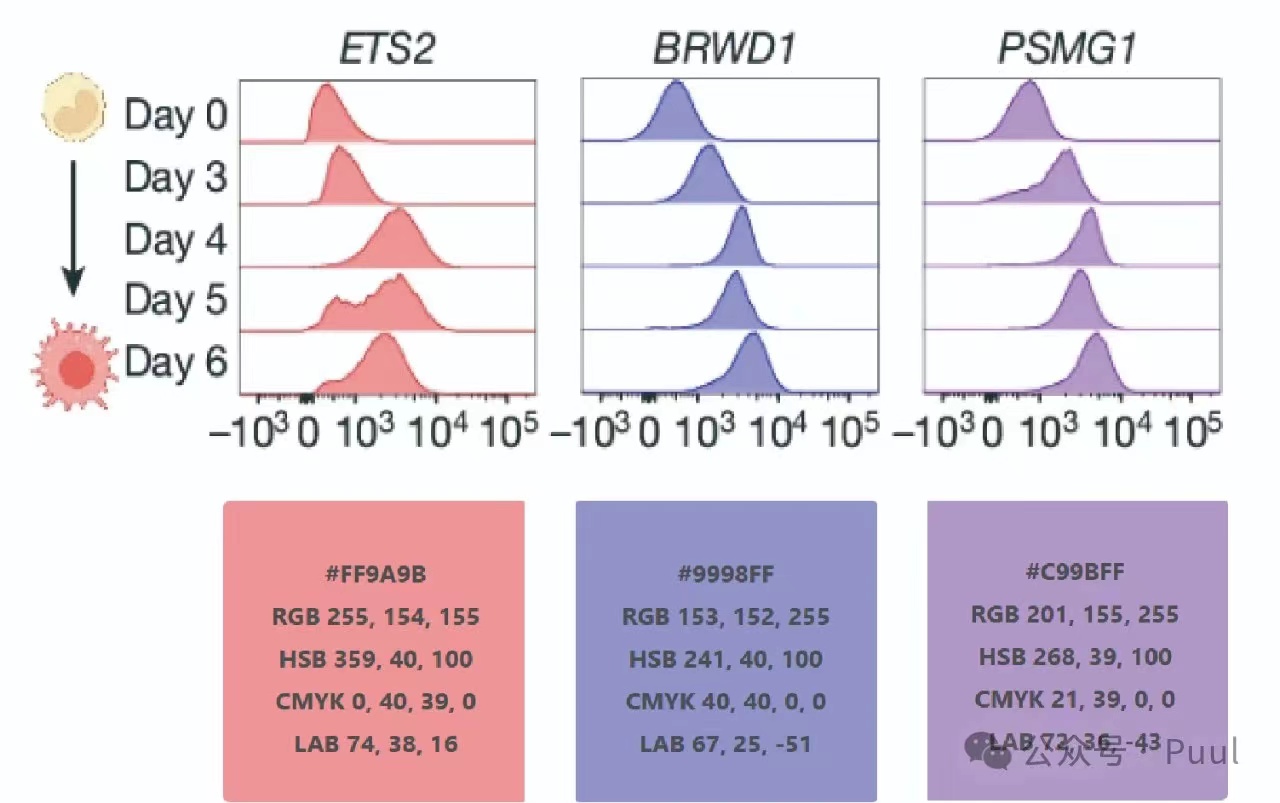 ETS2 BRWD1 PSMG1
Day 0
Day 3
Day 4
Day 5
Day 6
−10³ 0 10³ 10⁴ 10⁵ −10³ 0 10³ 10⁴ 10⁵ −10³ 0 10³ 10⁴ 10⁵
#FF9A9B
RGB 255, 154, 155
HSB 359, 40, 100
CMYK 0, 40, 39, 0
LAB 74, 38, 16
#9998FF
RGB 153, 152, 255
HSB 241, 40, 100
CMYK 40, 40, 0, 0
LAB 67, 25, -51
#C99BFF
RGB 201, 155, 255
HSB 268, 39, 100
CMYK 21, 39, 0, 0
LAB 72, 36, -43
公众号 · Puul